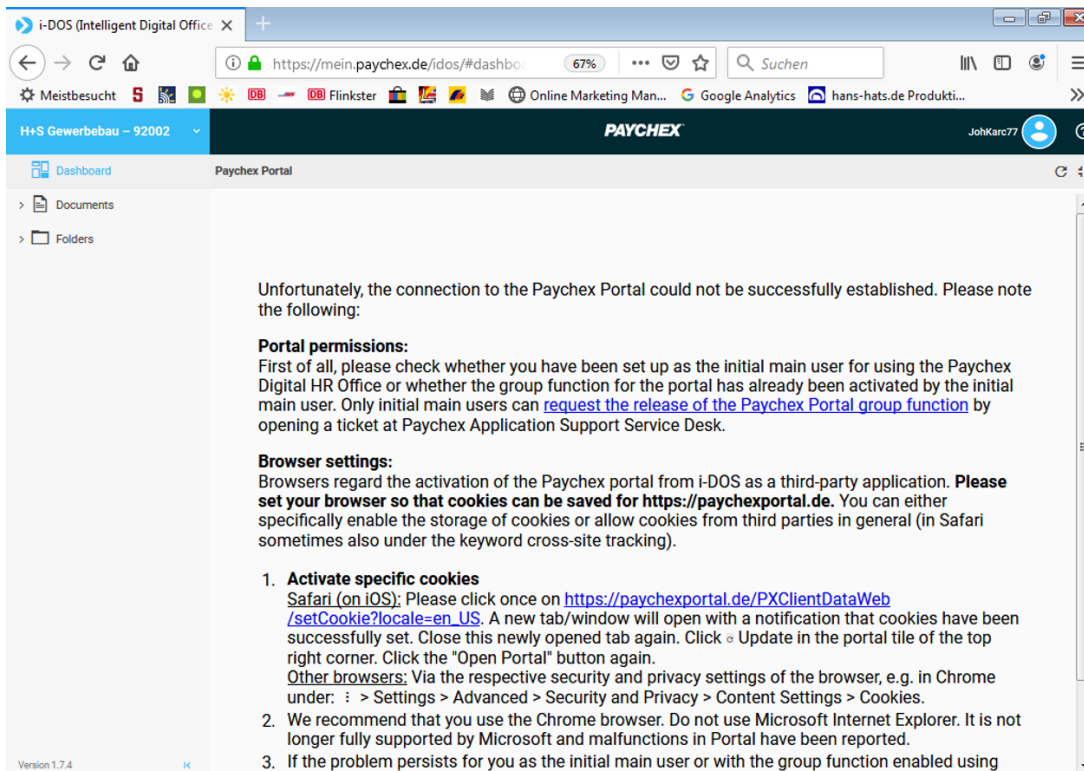 i-DOS (Intelligent Digital Office
https://mein.paychex.de/idos/#dashbo
67%
Suchen
Meistbesucht
S
DB
DB Flinkster
Online Marketing Man...
G Google Analytics
hans-hats.de Produkti...
H+S Gewerbebau – 92002
PAYCHEX
JohKarc77
Dashboard
Paychex Portal
Documents
Folders
Unfortunately, the connection to the Paychex Portal could not be successfully established. Please note
the following:
Portal permissions:
First of all, please check whether you have been set up as the initial main user for using the Paychex
Digital HR Office or whether the group function for the portal has already been activated by the initial
main user. Only initial main users can request the release of the Paychex Portal group function by
opening a ticket at Paychex Application Support Service Desk.
Browser settings:
Browsers regard the activation of the Paychex portal from i-DOS as a third-party application. Please
set your browser so that cookies can be saved for https://paychexportal.de. You can either
specifically enable the storage of cookies or allow cookies from third parties in general (in Safari
sometimes also under the keyword cross-site tracking).
1. Activate specific cookies
Safari (on iOS): Please click once on https://paychexportal.de/PXClientDataWeb
/setCookie?locale=en_US. A new tab/window will open with a notification that cookies have been
successfully set. Close this newly opened tab again. Click Update in the portal tile of the top
right corner. Click the "Open Portal" button again.
Other browsers: Via the respective security and privacy settings of the browser, e.g. in Chrome
under: ⋮ > Settings > Advanced > Security and Privacy > Content Settings > Cookies.
2. We recommend that you use the Chrome browser. Do not use Microsoft Internet Explorer. It is not
longer fully supported by Microsoft and malfunctions in Portal have been reported.
3. If the problem persists for you as the initial main user or with the group function enabled using
Version 1.7.4